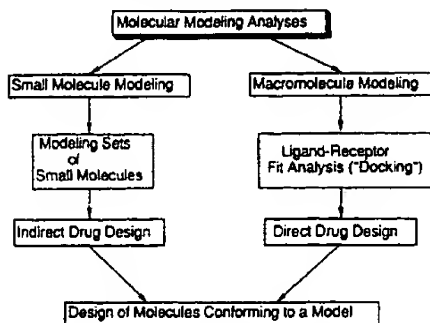 Molecular Modeling Analyses
Small Molecule Modeling
Macromolecule Modeling
Modeling Sets
of
Small Molecules
Ligand-Receptor
Fit Analysis ("Docking")
Indirect Drug Design
Direct Drug Design
Design of Molecules Conforming to a Model